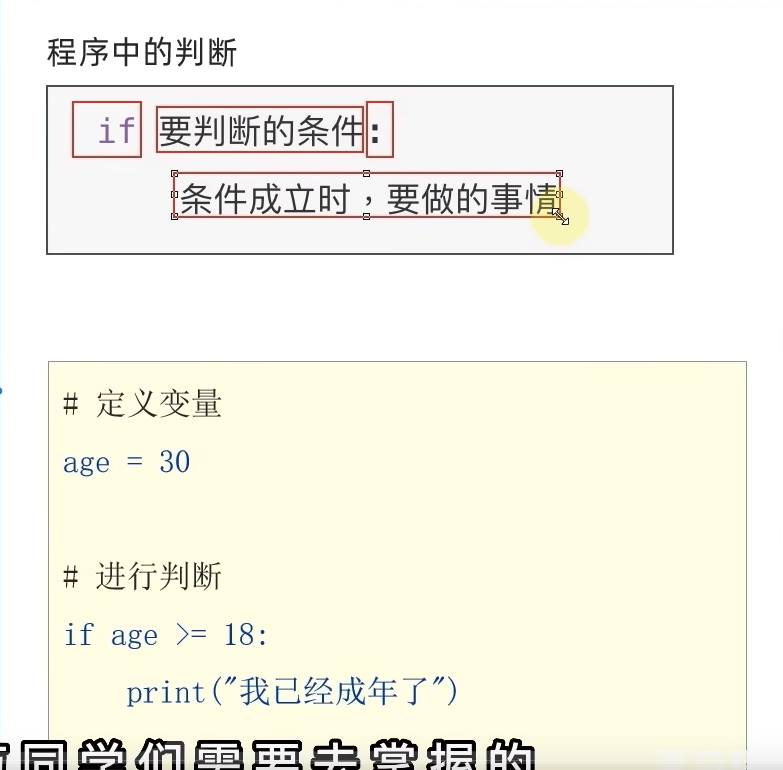 程序中的判断
if 要判断的条件:
条件成立时，要做的事情
# 定义变量
age = 30
# 进行判断
if age >= 18:
print("我已经成年了")
同学们需要去掌握的